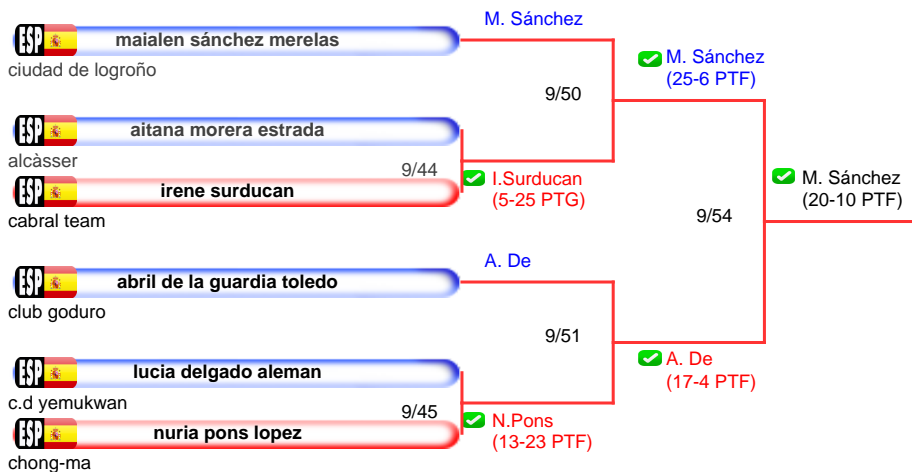 M. Sánchez
ESP maialen sánchez merelas
ciudad de logroño
M. Sánchez
(25-6 PTF)
9/50
ESP aitana morera estrada
alcàsser
9/44
I.Surducan
(5-25 PTG)
ESP irene surducan
cabral team
M. Sánchez
(20-10 PTF)
9/54
A. De
ESP abril de la guardia toledo
club goduro
9/51
A. De
(17-4 PTF)
ESP lucia delgado aleman
c.d yemukwan
9/45
N.Pons
(13-23 PTF)
ESP nuria pons lopez
chong-ma